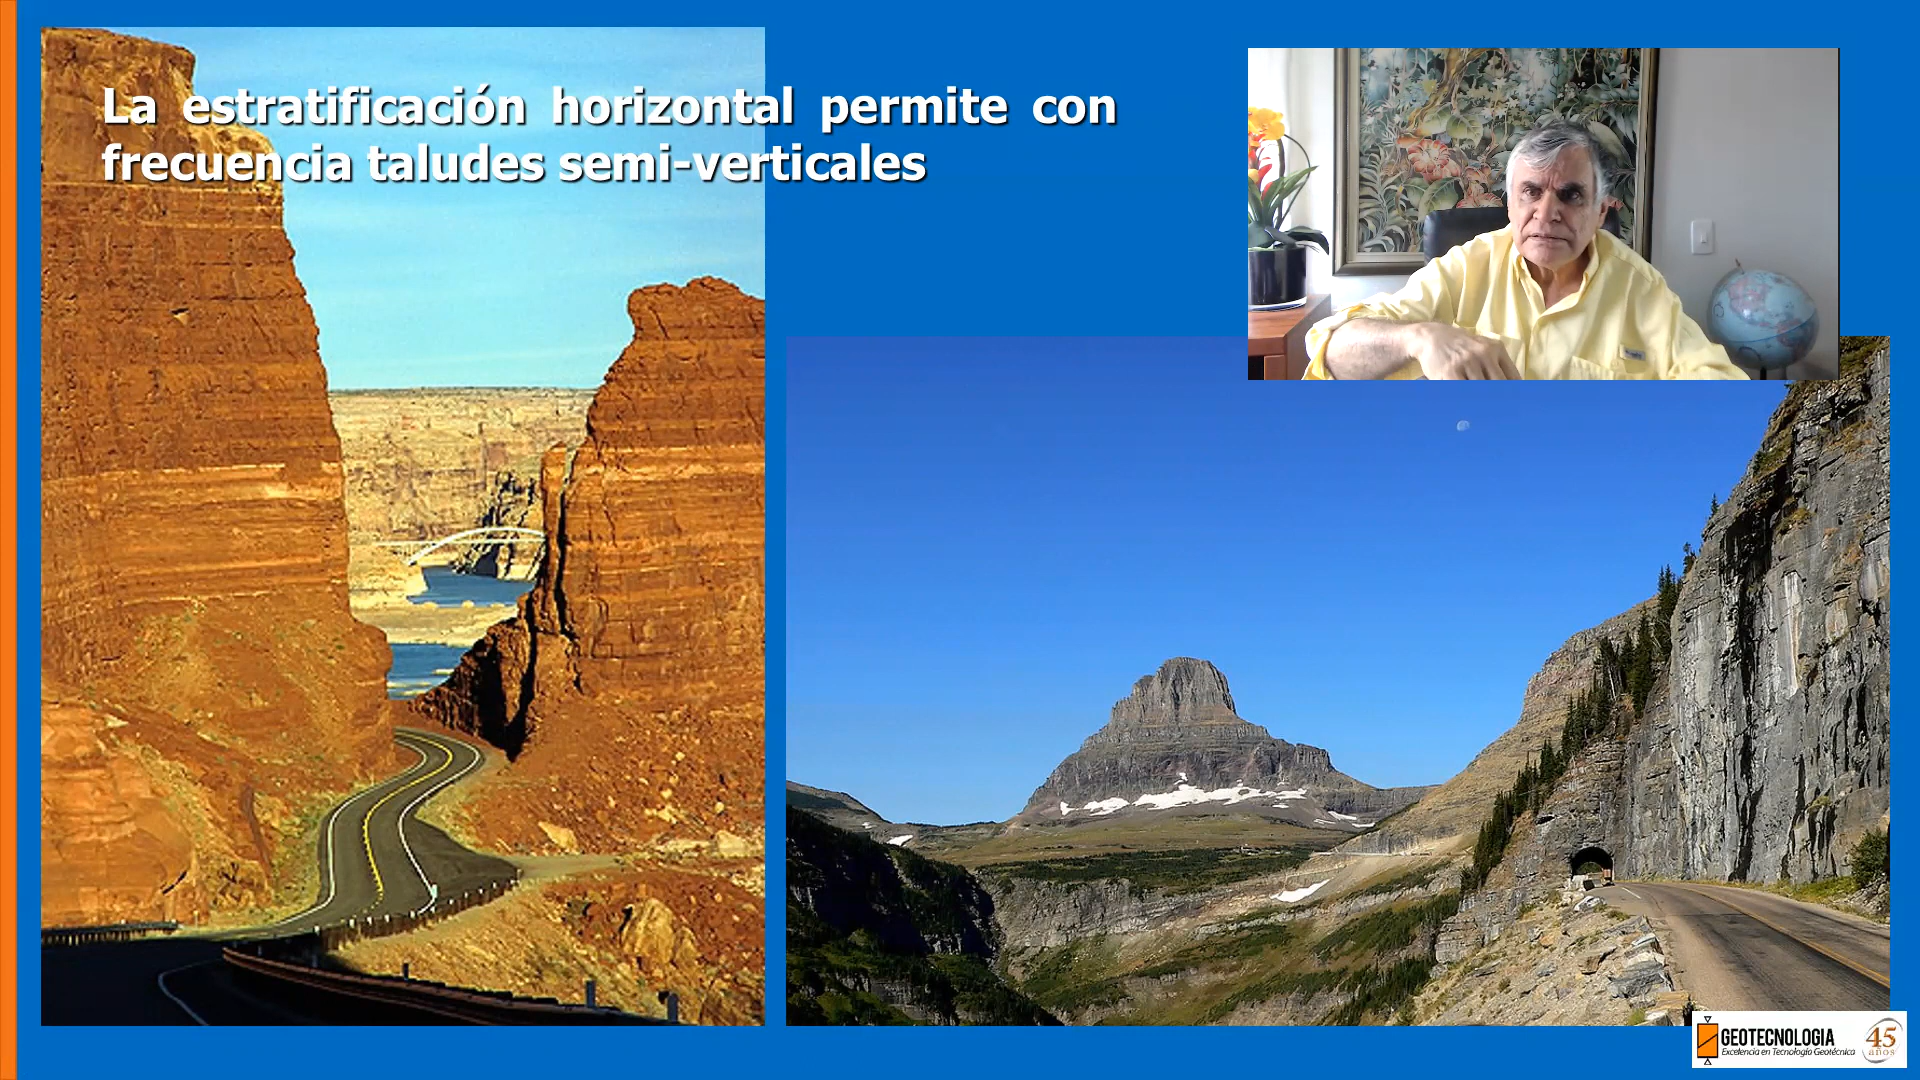 La estratificación horizontal permite con
frecuencia taludes semi-verticales
GEOTECNOLOGIA
Excelencia en Tecnología Geotécnica
45
años